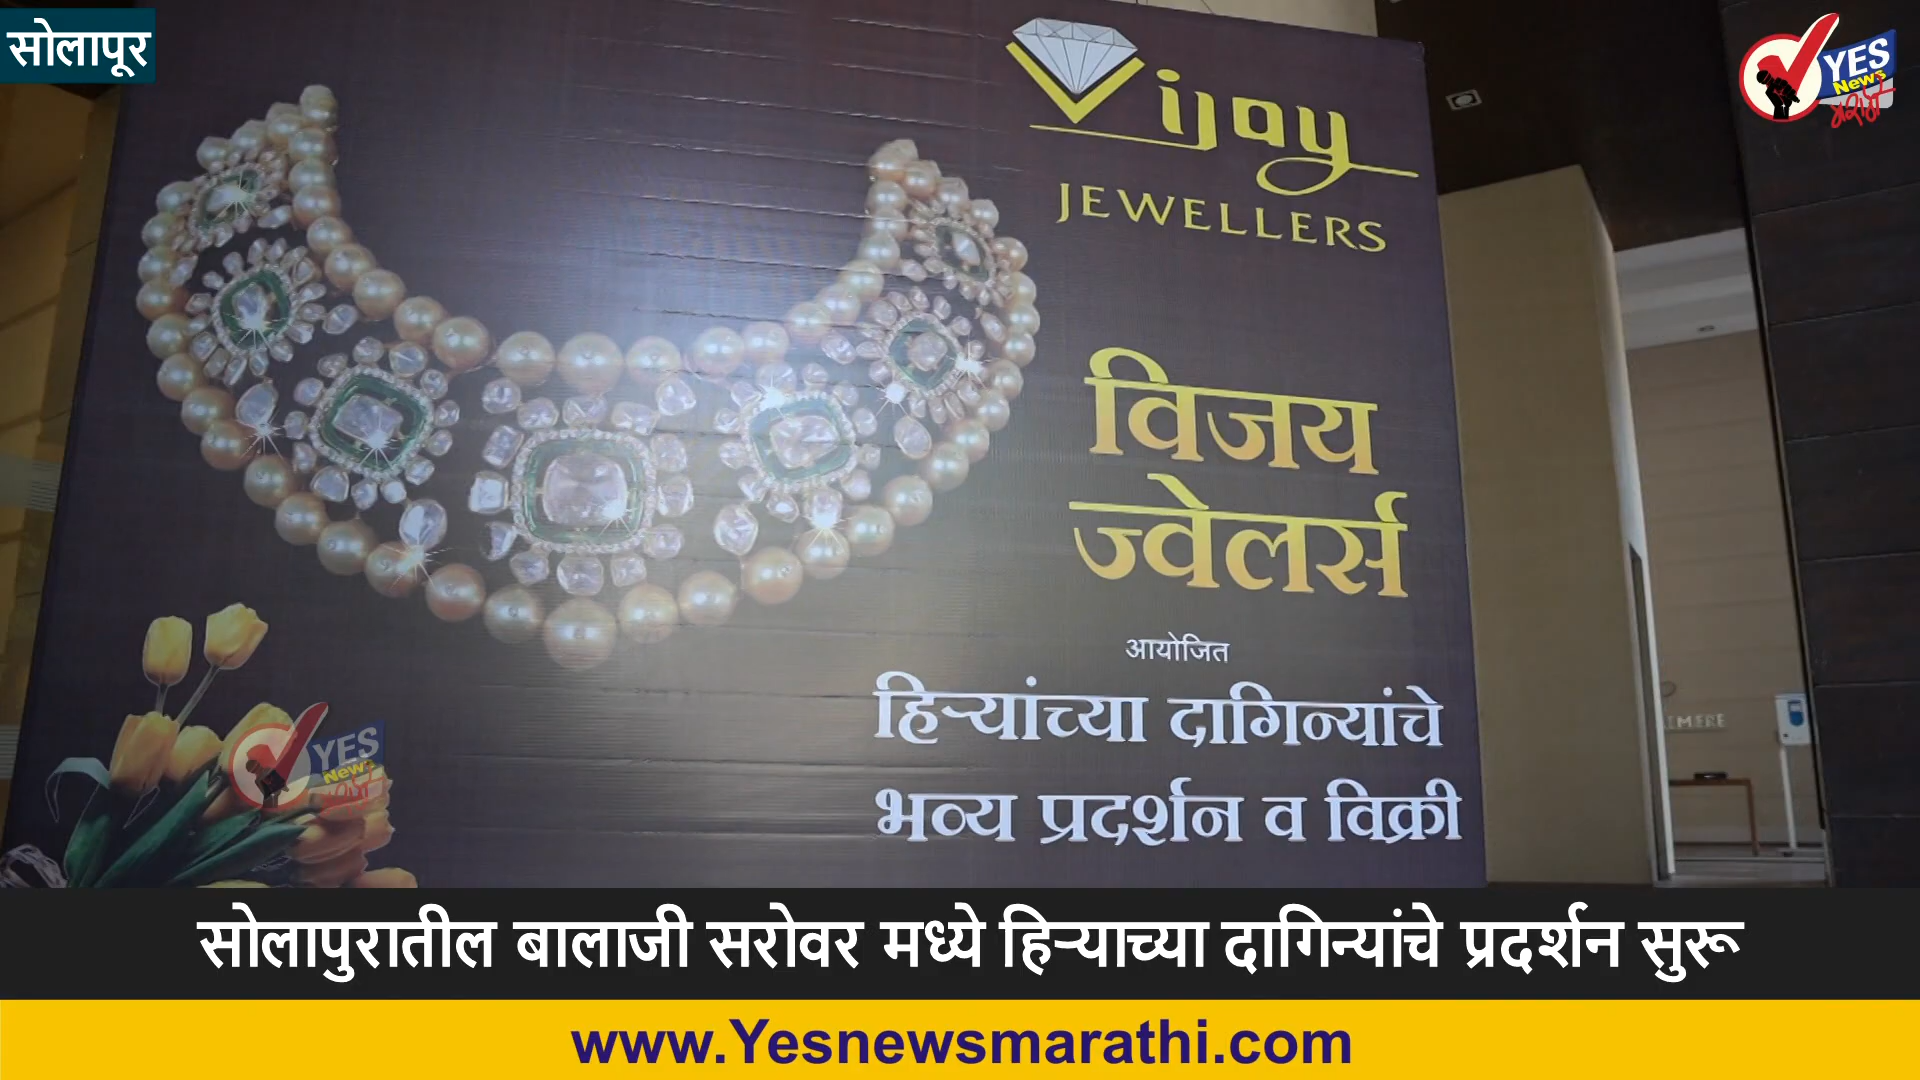 सोलापूर
YES
News
मराठी
Vijay
JEWELLERS
विजय
ज्वेलर्स
आयोजित
हिऱ्यांच्या दागिन्यांचे
भव्य प्रदर्शन व विक्री
YES
News
मराठी
सोलापुरातील बालाजी सरोवर मध्ये हिऱ्याच्या दागिन्यांचे प्रदर्शन सुरू
www.Yesnewsmarathi.com